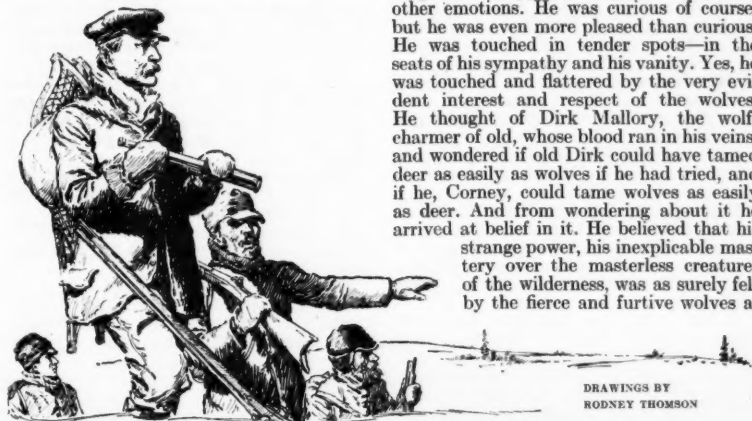 other emotions. He was curious of course
but he was even more pleased than curious
He was touched in tender spots—in the
seats of his sympathy and his vanity. Yes, he
was touched and flattered by the very evi-
dent interest and respect of the wolves
He thought of Dirk Mallory, the wolf
charmer of old, whose blood ran in his veins
and wondered if old Dirk could have tamed
deer as easily as wolves if he had tried, and
if he, Corney, could tame wolves as easily
as deer. And from wondering about it he
arrived at belief in it. He believed that hi
strange power, his inexplicable mas
tery over the masterless creature
of the wilderness, was as surely fel
by the fierce and furtive wolves a
DRAWINGS BY
RODNEY THOMSON